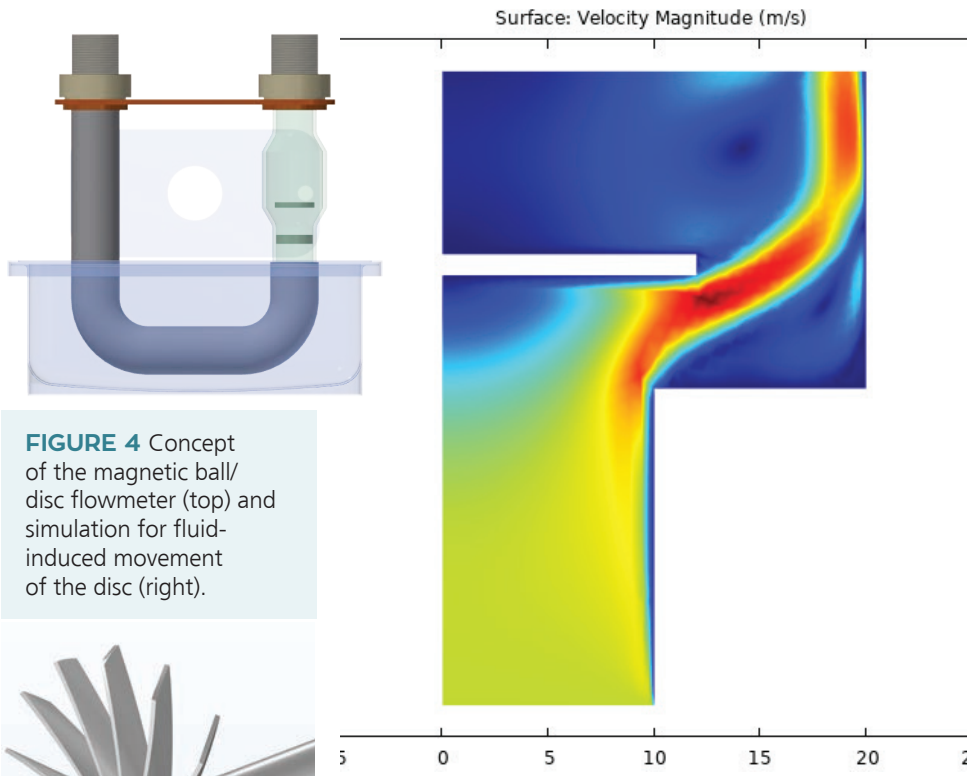 Surface: Velocity Magnitude (m/s)
FIGURE 4 Concept
of the magnetic ball/
disc flowmeter (top) and
simulation for fluid-
induced movement
of the disc (right).
0 5 10 15 20